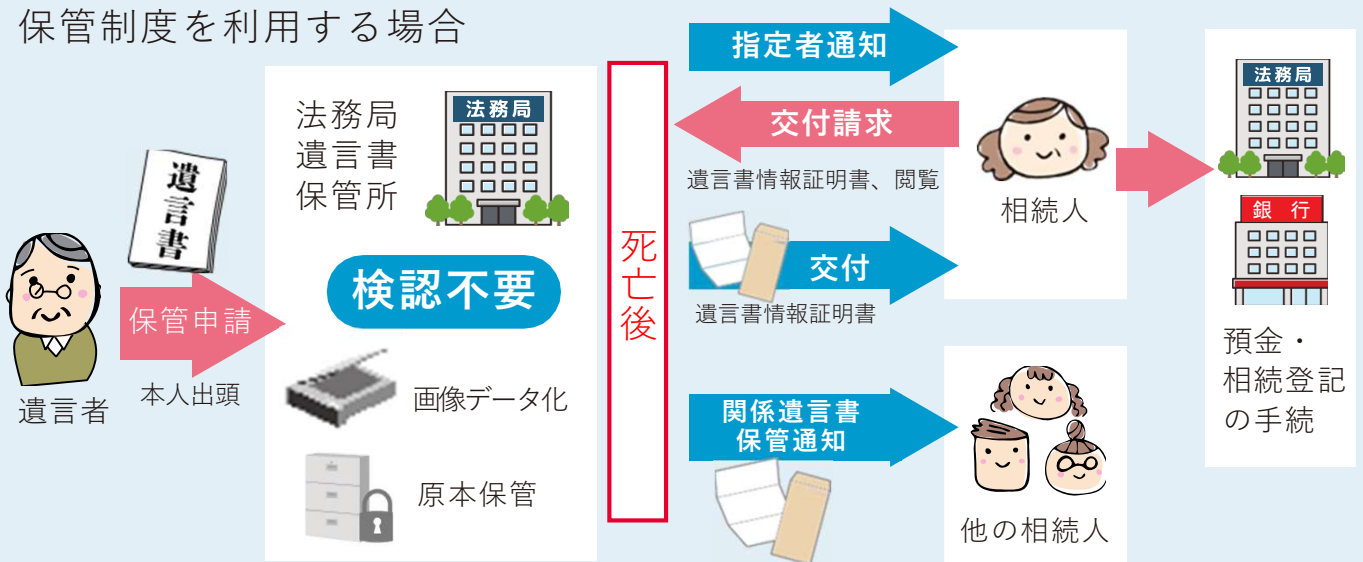 保管制度を利用する場合
遺言書
遺言者
保管申請
本人出頭
法務局
遺言書
保管所
法務局
検認不要
画像データ化
原本保管
死亡後
指定者通知
交付請求
遺言書情報証明書、閲覧
交付
遺言書情報証明書
相続人
関係遺言書
保管通知
他の相続人
法務局
銀行
預金・
相続登記
の手続